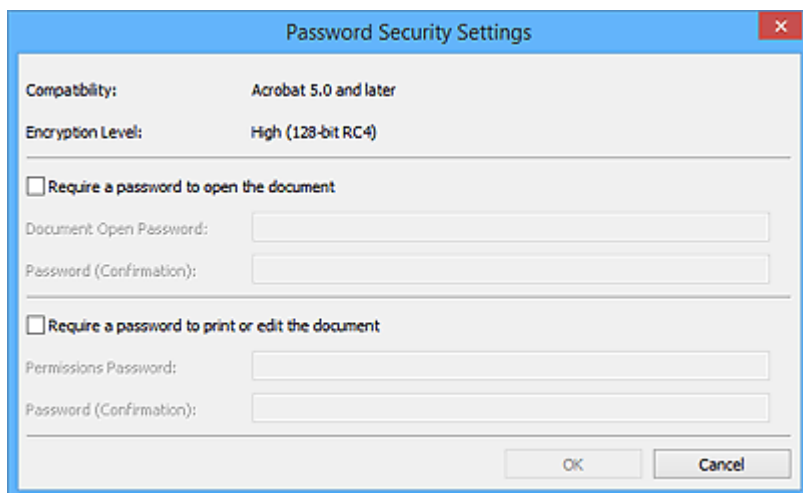 Password Security Settings
Compatibility: Acrobat 5.0 and later
Encryption Level: High (128-bit RC4)
Require a password to open the document
Document Open Password:
Password (Confirmation):
Require a password to print or edit the document
Permissions Password:
Password (Confirmation):
OK Cancel